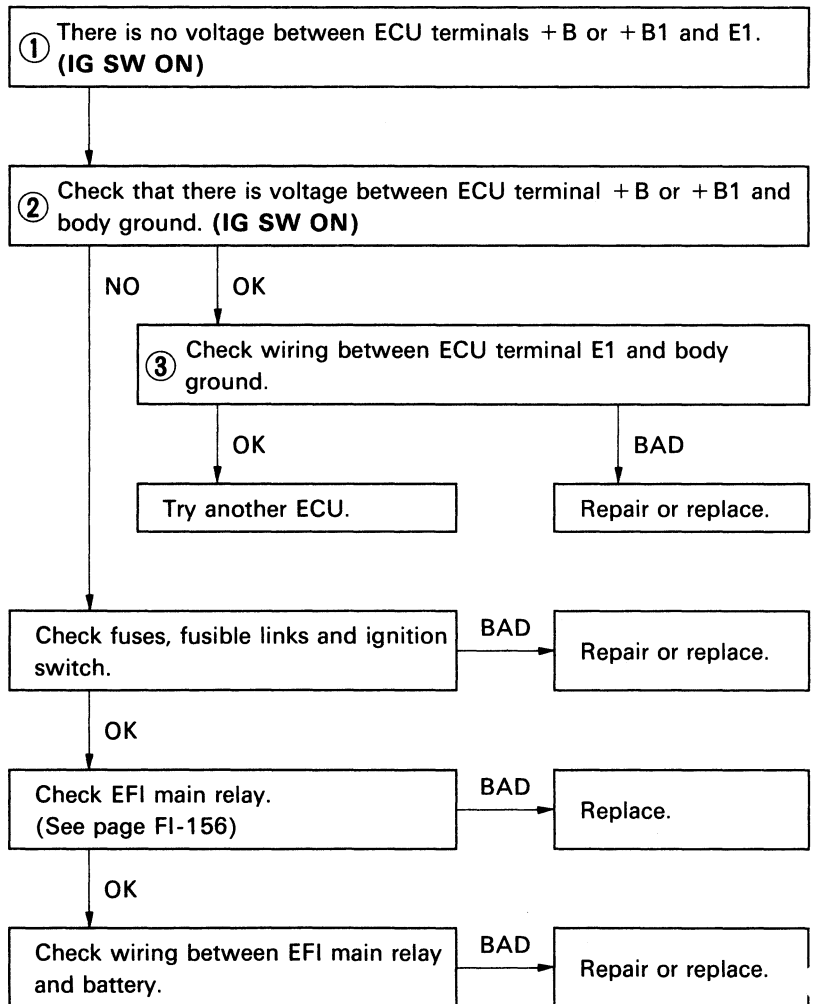 ① There is no voltage between ECU terminals +B or +B1 and E1.
(IG SW ON)
② Check that there is voltage between ECU terminal +B or +B1 and
body ground. (IG SW ON)
NO
OK
③ Check wiring between ECU terminal E1 and body
ground.
OK
BAD
Try another ECU.
Repair or replace.
Check fuses, fusible links and ignition
switch.
BAD
Repair or replace.
OK
Check EFI main relay.
(See page FI-156)
BAD
Replace.
OK
Check wiring between EFI main relay
and battery.
BAD
Repair or replace.